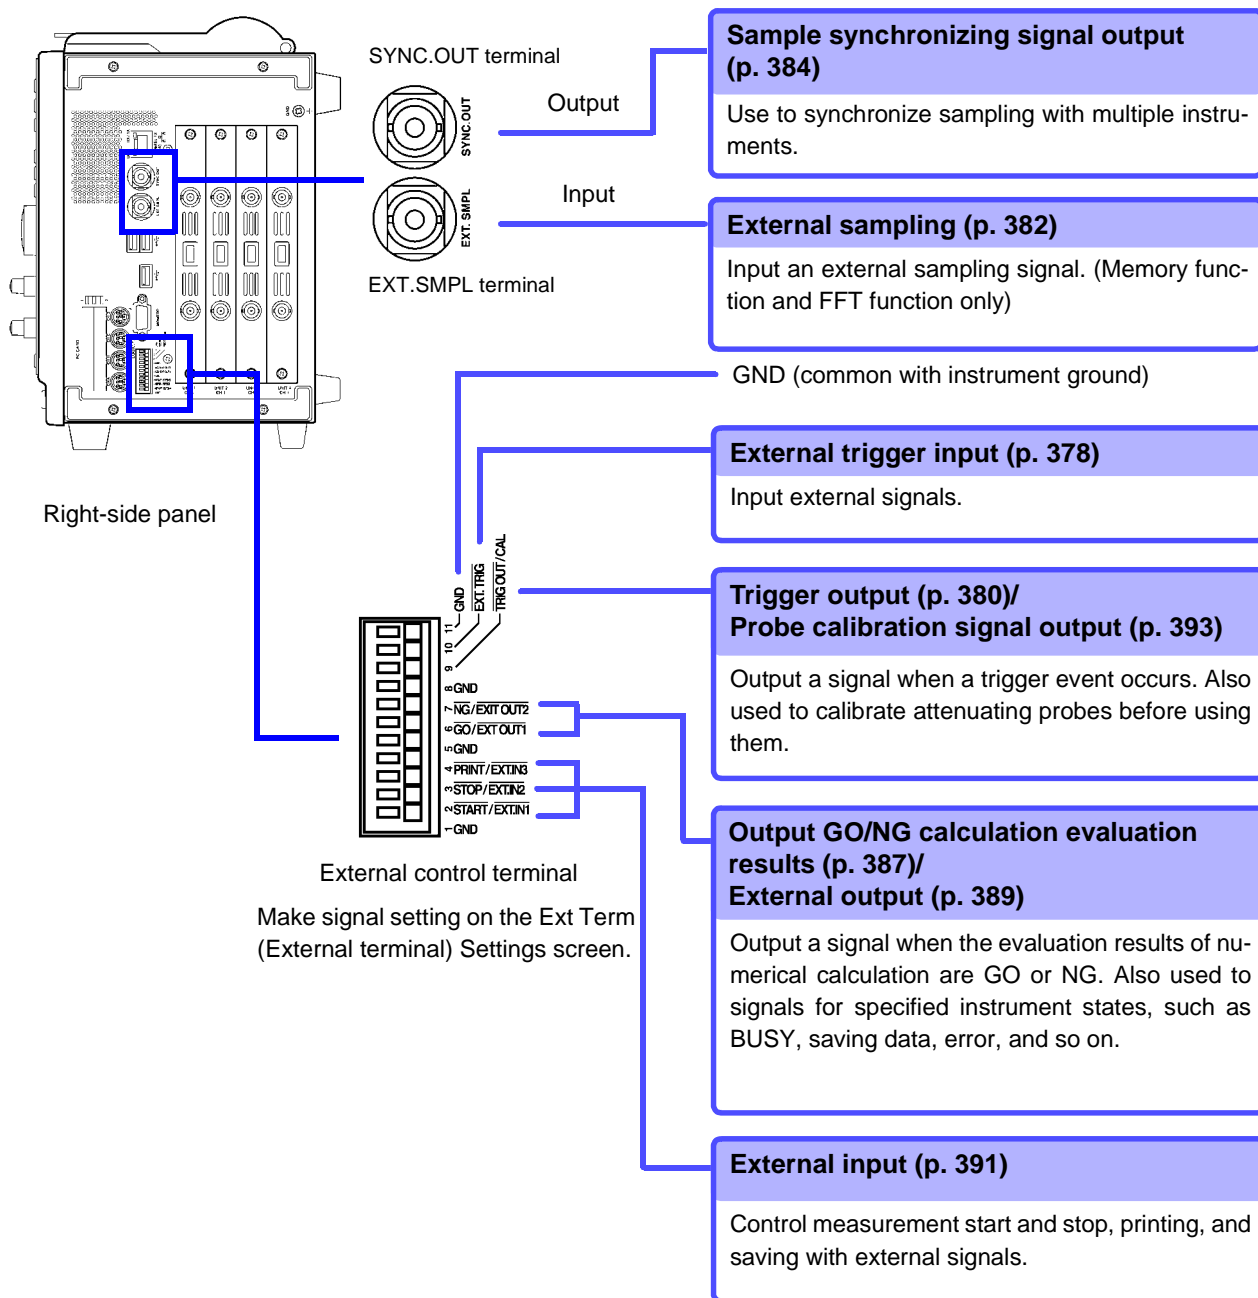 SYNC.OUT terminal
SYNC.OUT
Output
Sample synchronizing signal output
(p. 384)
Use to synchronize sampling with multiple instru-
ments.
EXT. SMPL
Input
EXT.SMPL terminal
External sampling (p. 382)
Input an external sampling signal. (Memory func-
tion and FFT function only)
GND (common with instrument ground)
External trigger input (p. 378)
Input external signals.
Right-side panel
GND
EXT.TRIG
TRIG OUT/CAL
Trigger output (p. 380)/
Probe calibration signal output (p. 393)
Output a signal when a trigger event occurs. Also
used to calibrate attenuating probes before using
them.
11
10
9
8 GND
7 NG/EXIT OUT2
6 GO/EXT OUT1
5 GND
4 PRINT/EXT.IN3
3 STOP/EXT.IN2
2 START/EXT.IN1
1 GND
External control terminal
Make signal setting on the Ext Term
(External terminal) Settings screen.
Output GO/NG calculation evaluation
results (p. 387)/
External output (p. 389)
Output a signal when the evaluation results of nu-
merical calculation are GO or NG. Also used to
signals for specified instrument states, such as
BUSY, saving data, error, and so on.
External input (p. 391)
Control measurement start and stop, printing, and
saving with external signals.